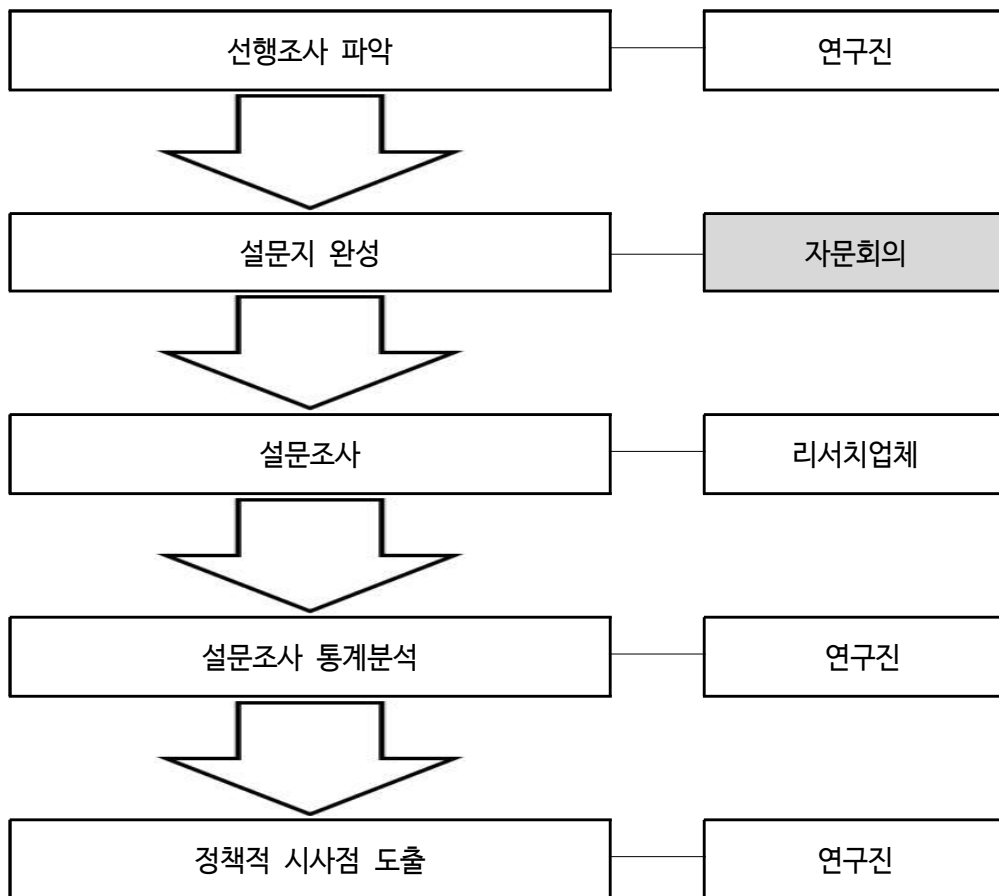 선행조사 파악
연구진
설문지 완성
자문회의
설문조사
리서치업체
설문조사 통계분석
연구진
정책적 시사점 도출
연구진